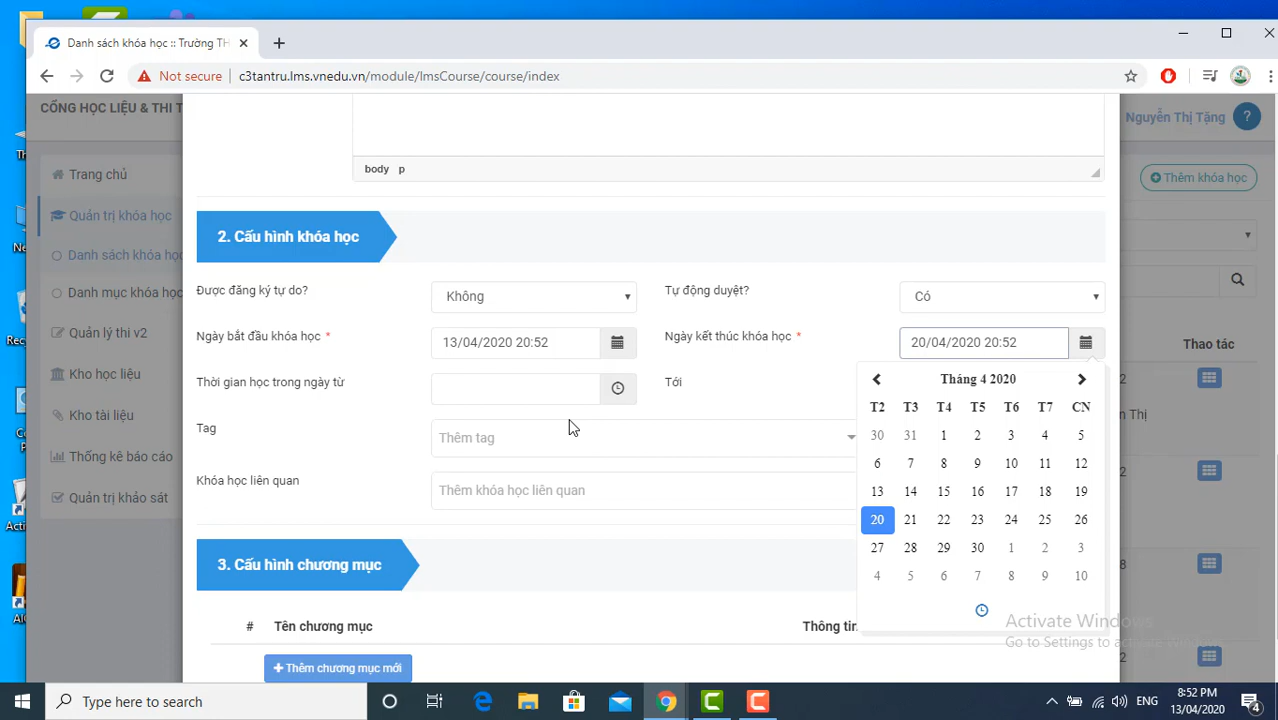 Danh sách khóa học :: Trường TH
Not secure
c3tantru.lms.vnedu.vn/module/lmsCourse/course/index
CỔNG HỌC LIỆU & THI T
Nguyễn Thị Tặng
?
Trang chủ
Thêm khóa học
Quản trị khóa học
Danh sách khóa học
Danh mục khóa học
Quản lý thi v2
Kho học liệu
Kho tài liệu
Thống kê báo cáo
Quản trị khảo sát
Thao tác
body p
2. Cấu hình khóa học
Được đăng ký tự do?
Không
Tự động duyệt?
Có
Ngày bắt đầu khóa học *
13/04/2020 20:52
Ngày kết thúc khóa học *
20/04/2020 20:52
Thời gian học trong ngày từ
Tới
Tag
Thêm tag
Khóa học liên quan
Thêm khóa học liên quan
Tháng 4 2020
T2 T3 T4 T5 T6 T7 CN
30 31 1 2 3 4 5
6 7 8 9 10 11 12
13 14 15 16 17 18 19
20 21 22 23 24 25 26
27 28 29 30 1 2 3
4 5 6 7 8 9 10
3. Cấu hình chương mục
# Tên chương mục
Thông tin
Thêm chương mục mới
Activate Windows
Go to Settings to activate Windows.
Type here to search
ENG
8:52 PM
13/04/2020
4